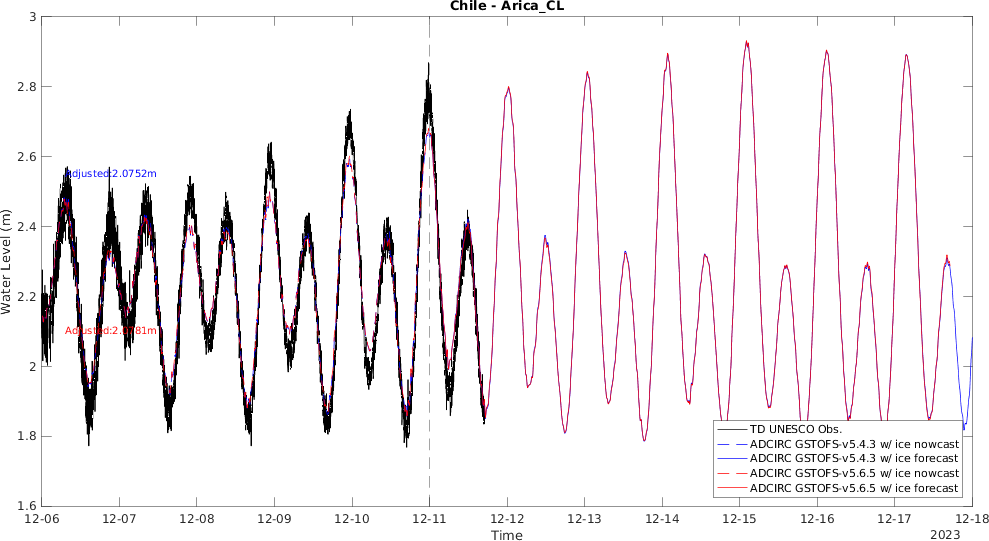 Chile - Arica_CL
Water Level (m)
3
2.8
2.6
2.4
2.2
2
1.8
1.6
Adjusted:2.0752m
TD UNESCO Obs.
ADCIRC GSTOFS-v5.4.3 w/ ice nowcast
ADCIRC GSTOFS-v5.4.3 w/ ice forecast
ADCIRC GSTOFS-v5.6.5 w/ ice nowcast
ADCIRC GSTOFS-v5.6.5 w/ ice forecast
12-06 12-07 12-08 12-09 12-10 12-11 12-12 12-13 12-14 12-15 12-16 12-17 12-18
Time
2023